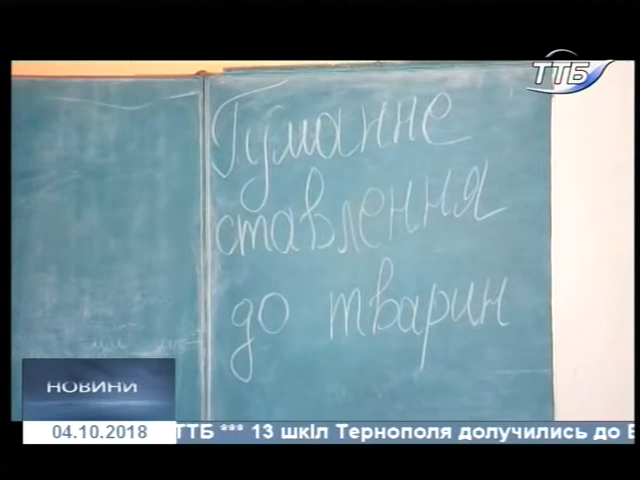 ТТБ
Гуманне
ставлення
до тварин
НОВИНИ
04.10.2018
ТТБ *** 13 шкіл Тернополя долучились до